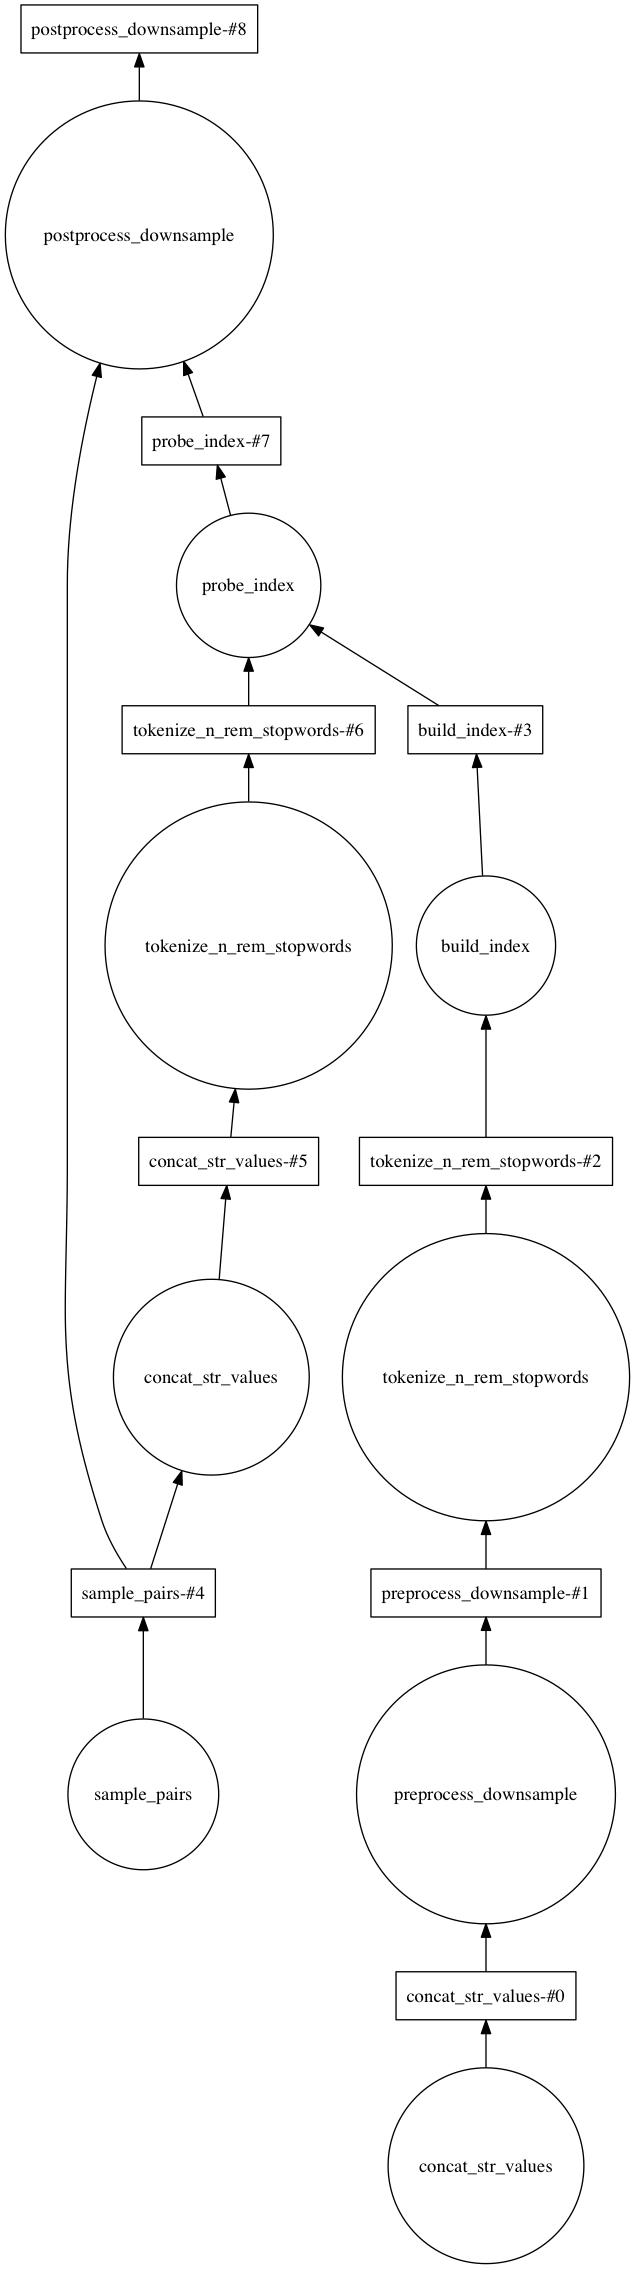 postprocess_downsample-#8
postprocess_downsample
probe_index-#7
probe_index
tokenize_n_rem_stopwords-#6
build_index-#3
tokenize_n_rem_stopwords
build_index
concat_str_values-#5
tokenize_n_rem_stopwords-#2
concat_str_values
tokenize_n_rem_stopwords
sample_pairs-#4
preprocess_downsample-#1
sample_pairs
preprocess_downsample
concat_str_values-#0
concat_str_values